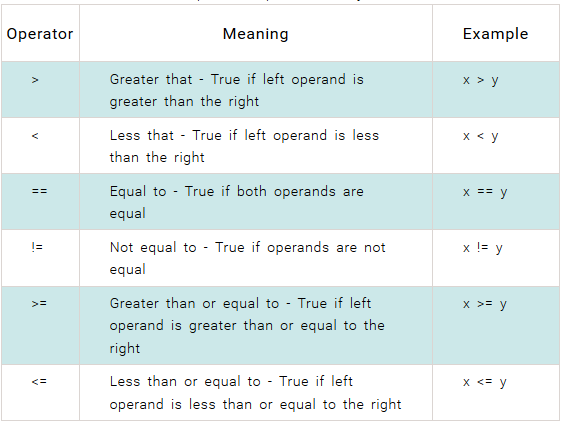 Operator Meaning Example
> Greater that - True if left operand is x > y
greater than the right
< Less that - True if left operand is less x < y
than the right
== Equal to - True if both operands are x == y
equal
!= Not equal to - True if operands are not x != y
equal
>= Greater than or equal to - True if left x >= y
operand is greater than or equal to the
right
<= Less than or equal to - True if left x <= y
operand is less than or equal to the right